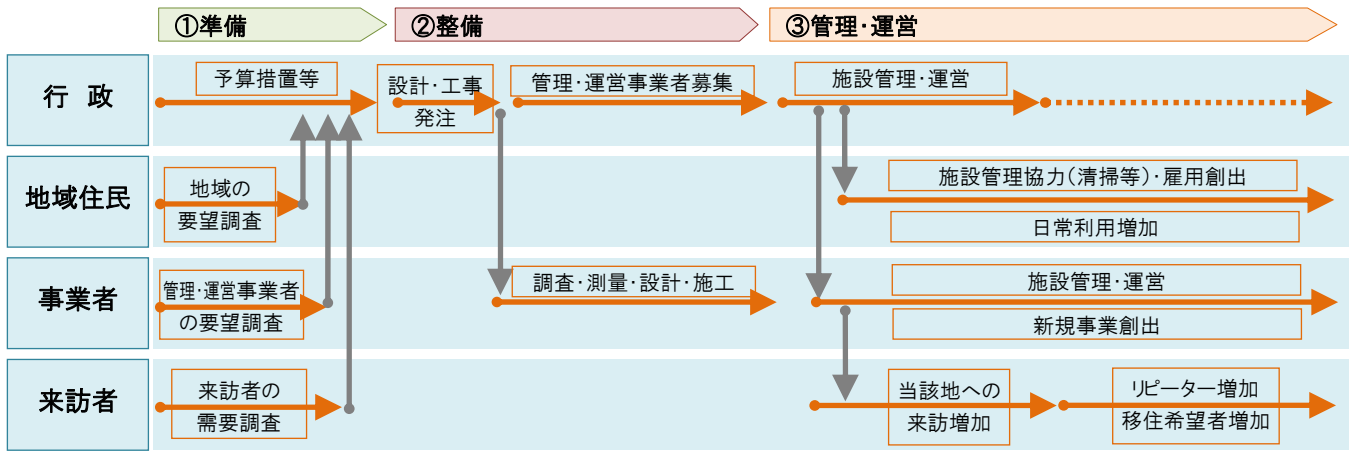 ①準備
②整備
③管理・運営
行　政
予算措置等
設計・工事
発注
管理・運営事業者募集
施設管理・運営
地域住民
地域の
要望調査
施設管理協力（清掃等）・雇用創出
日常利用増加
事業者
管理・運営事業者
の要望調査
調査・測量・設計・施工
施設管理・運営
新規事業創出
来訪者
来訪者の
需要調査
当該地への
来訪増加
リピーター増加
移住希望者増加